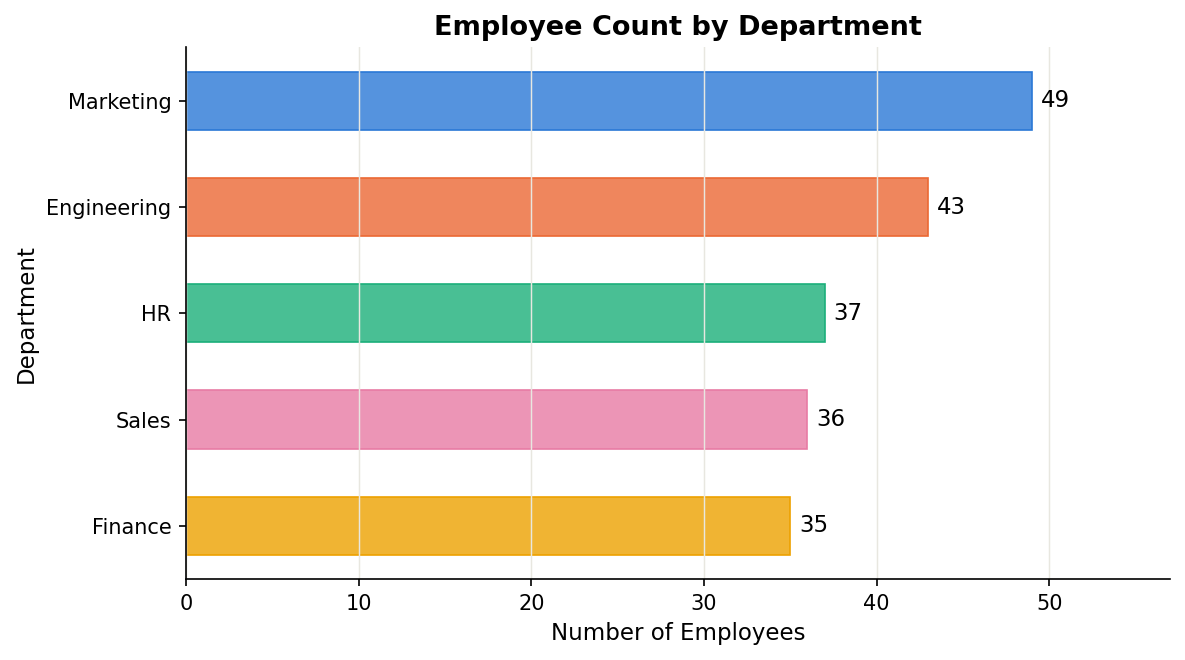 Employee Count by Department
Marketing
49
Engineering
43
HR
37
Sales
36
Finance
35
0 10 20 30 40 50
Number of Employees
Department